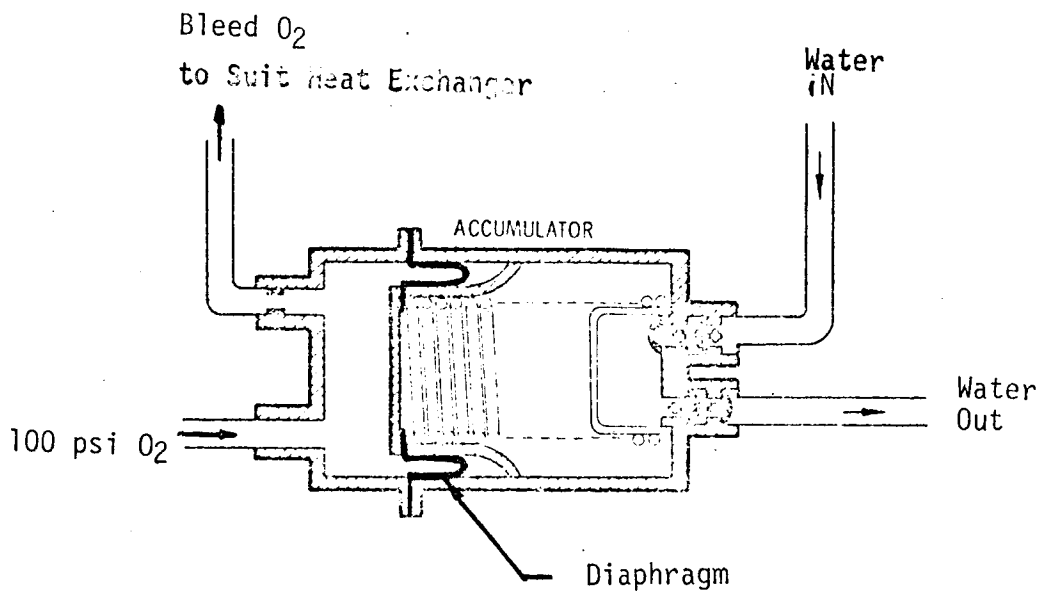 Bleed O2
to Suit Heat Exchanger
Water
iN
ACCUMULATOR
100 psi O2
Water
Out
Diaphragm